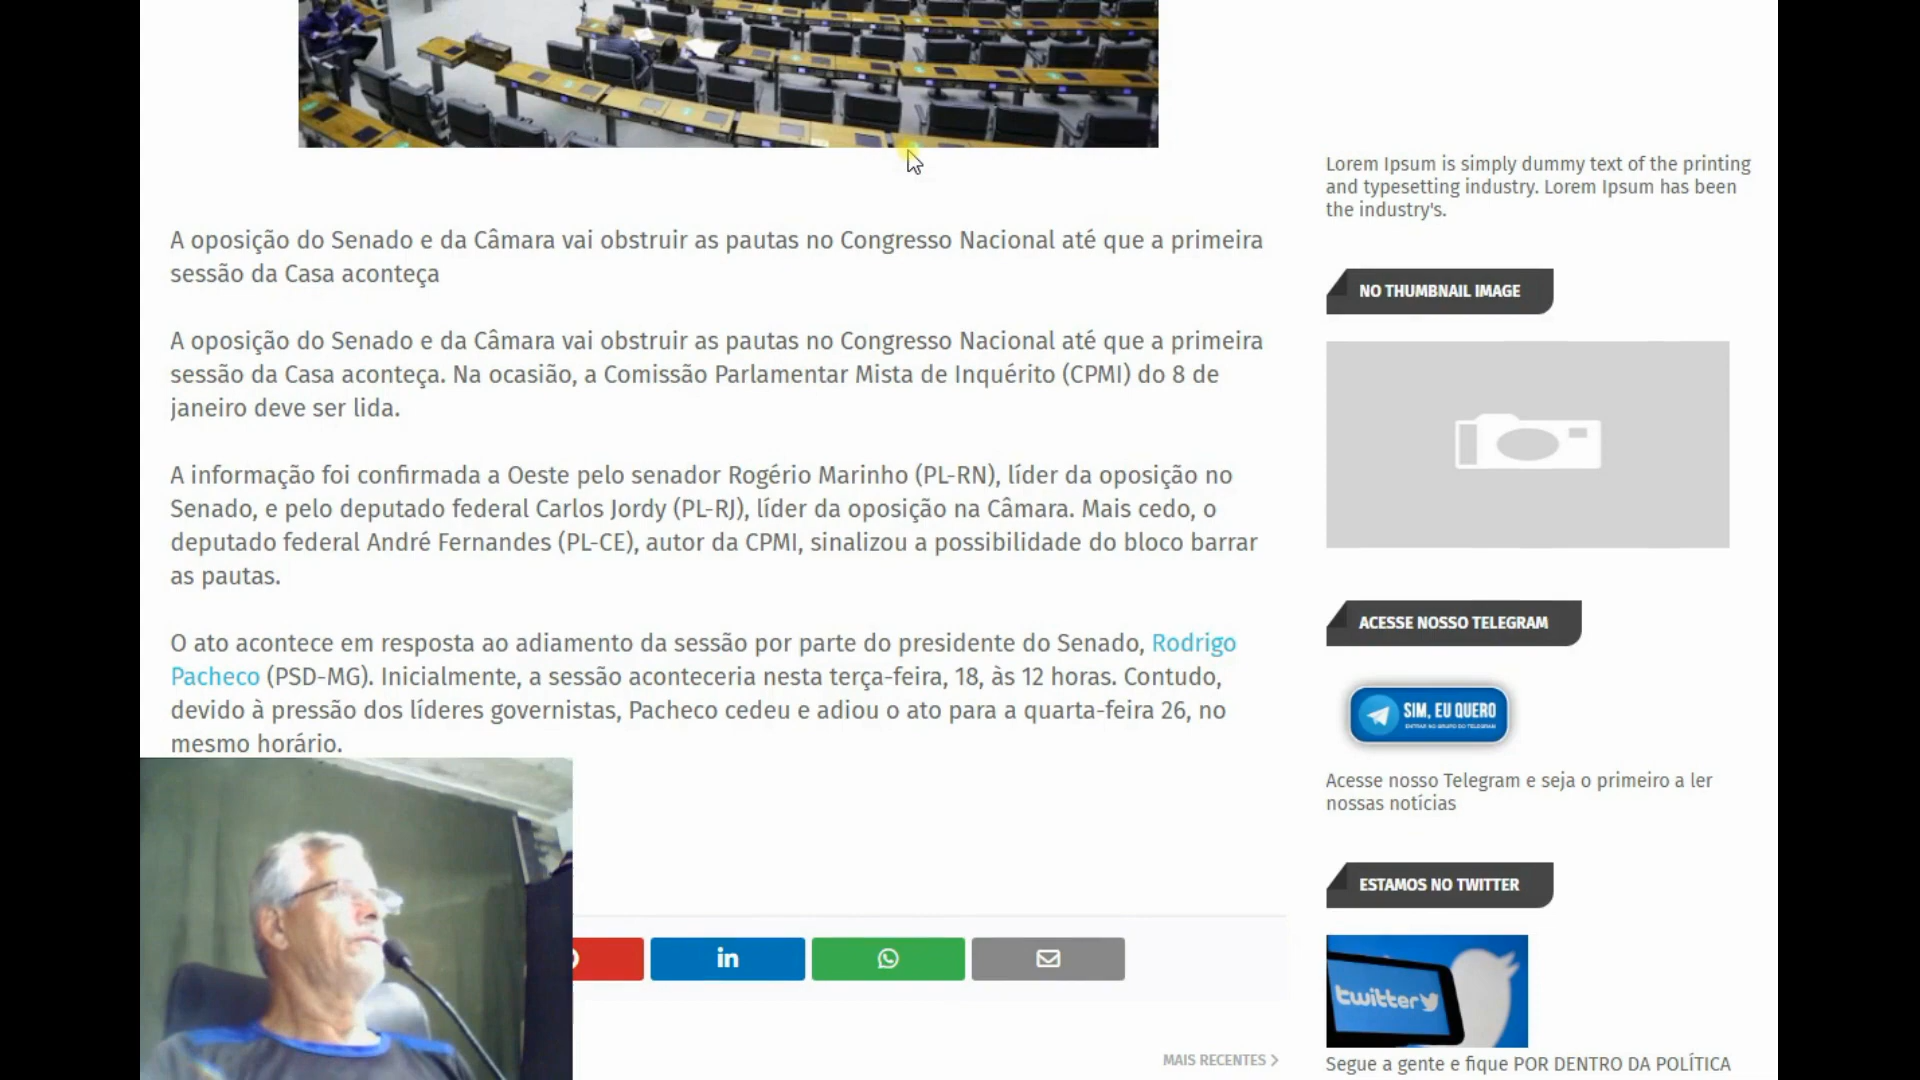 A oposição do Senado e da Câmara vai obstruir as pautas no Congresso Nacional até que a primeira
sessão da Casa aconteça
A oposição do Senado e da Câmara vai obstruir as pautas no Congresso Nacional até que a primeira
sessão da Casa aconteça. Na ocasião, a Comissão Parlamentar Mista de Inquérito (CPMI) do 8 de
janeiro deve ser lida.
A informação foi confirmada a Oeste pelo senador Rogério Marinho (PL-RN), líder da oposição no
Senado, e pelo deputado federal Carlos Jordy (PL-RJ), líder da oposição na Câmara. Mais cedo, o
deputado federal André Fernandes (PL-CE), autor da CPMI, sinalizou a possibilidade do bloco barrar
as pautas.
O ato acontece em resposta ao adiamento da sessão por parte do presidente do Senado, Rodrigo
Pacheco (PSD-MG). Inicialmente, a sessão aconteceria nesta terça-feira, 18, às 12 horas. Contudo,
devido à pressão dos líderes governistas, Pacheco cedeu e adiou o ato para a quarta-feira 26, no
mesmo horário.
in
MAIS RECENTES
Lorem Ipsum is simply dummy text of the printing
and typesetting industry. Lorem Ipsum has been
the industry's.
NO THUMBNAIL IMAGE
ACESSE NOSSO TELEGRAM
SIM, EU QUERO
ENTRAR NO GRUPO DO TELEGRAM
Acesse nosso Telegram e seja o primeiro a ler
nossas notícias
ESTAMOS NO TWITTER
twitter
Segue a gente e fique POR DENTRO DA POLÍTICA